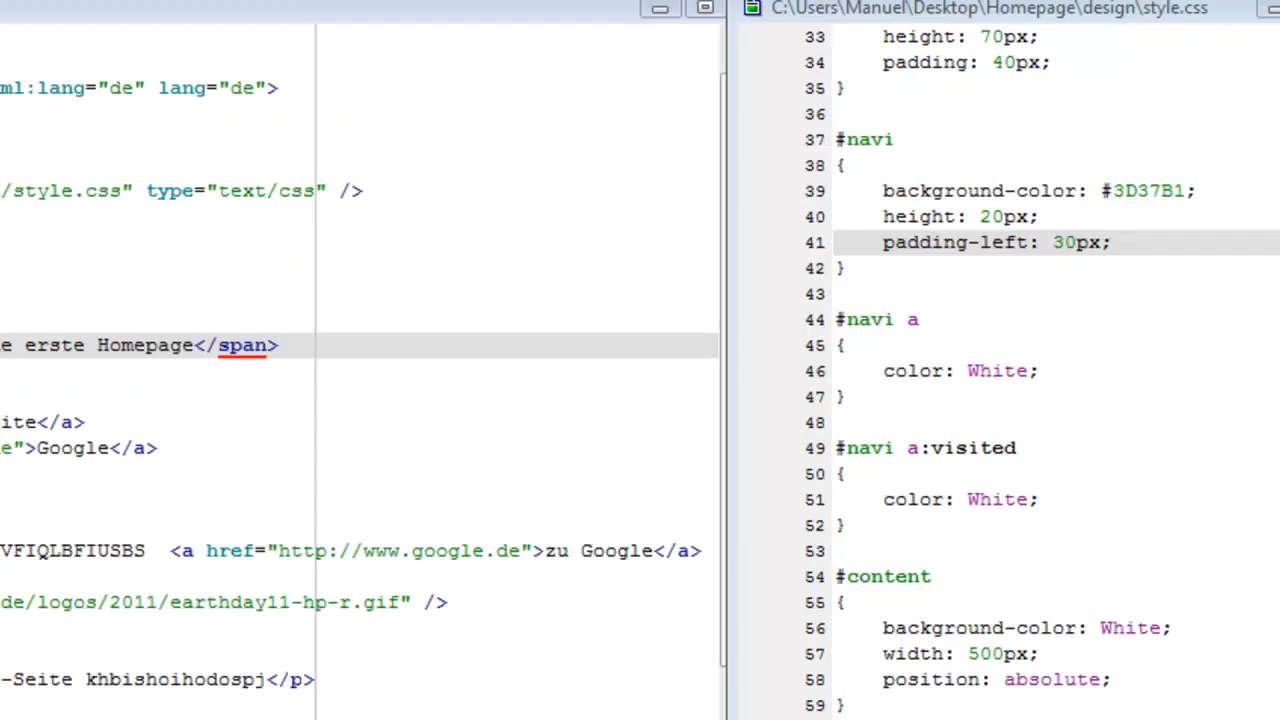 ml:lang="de" lang="de">
/style.css" type="text/css" />
e erste Homepage</span>
ite</a>
e">Google</a>
VFIQLBFIUSBS  <a href="http://www.google.de">zu Google</a>
de/logos/2011/earthday11-hp-r.gif" />
-Seite khbishoihodospj</p>
C:\Users\Manuel\Desktop\Homepage\design\style.css
33 height: 70px;
34 padding: 40px;
35 }
36
37 #navi
38 {
39 background-color: #3D37B1;
40 height: 20px;
41 padding-left: 30px;
42 }
43
44 #navi a
45 {
46 color: White;
47 }
48
49 #navi a:visited
50 {
51 color: White;
52 }
53
54 #content
55 {
56 background-color: White;
57 width: 500px;
58 position: absolute;
59 }